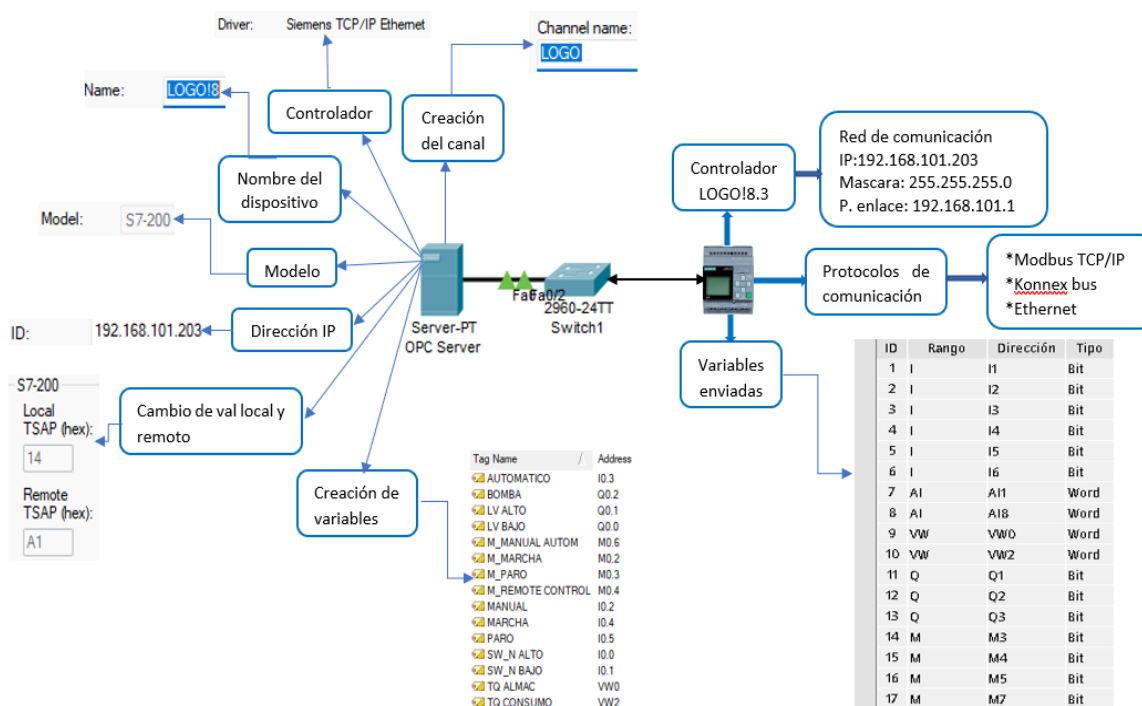 Driver: Siemens TCP/IP Ethernet
Channel name:
LOGO
Name: LOGO!8
Controlador
Creación
del canal
Nombre del
dispositivo
Model: S7-200
Modelo
ID: 192.168.101.203
Dirección IP
S7-200
Local
TSAP (hex):
14
Remote
TSAP (hex):
A1
Cambio de val local y
remoto
Creación de
variables
Server-PT
OPC Server
Fa0/2
2960-24TT
Switch1
Controlador
LOGO!8.3
Red de comunicación
IP:192.168.101.203
Mascara: 255.255.255.0
P. enlace: 192.168.101.1
Protocolos de
comunicación
*Modbus TCP/IP
*Konnex bus
*Ethernet
Variables
enviadas
Tag Name / Address
AUTOMATICO I0.3
BOMBA Q0.2
LV ALTO Q0.1
LV BAJO Q0.0
M_MANUAL AUTOM M0.6
M_MARCHA M0.2
M_PARO M0.3
M_REMOTE CONTROL M0.4
MANUAL I0.2
MARCHA I0.4
PARO I0.5
SW_N ALTO I0.0
SW_N BAJO I0.1
TQ ALMAC VW0
TQ CONSUMO VW2
ID Rango Dirección Tipo
1 I I1 Bit
2 I I2 Bit
3 I I3 Bit
4 I I4 Bit
5 I I5 Bit
6 I I6 Bit
7 AI AI1 Word
8 AI AI8 Word
9 VW VW0 Word
10 VW VW2 Word
11 Q Q1 Bit
12 Q Q2 Bit
13 Q Q3 Bit
14 M M3 Bit
15 M M4 Bit
16 M M5 Bit
17 M M7 Bit